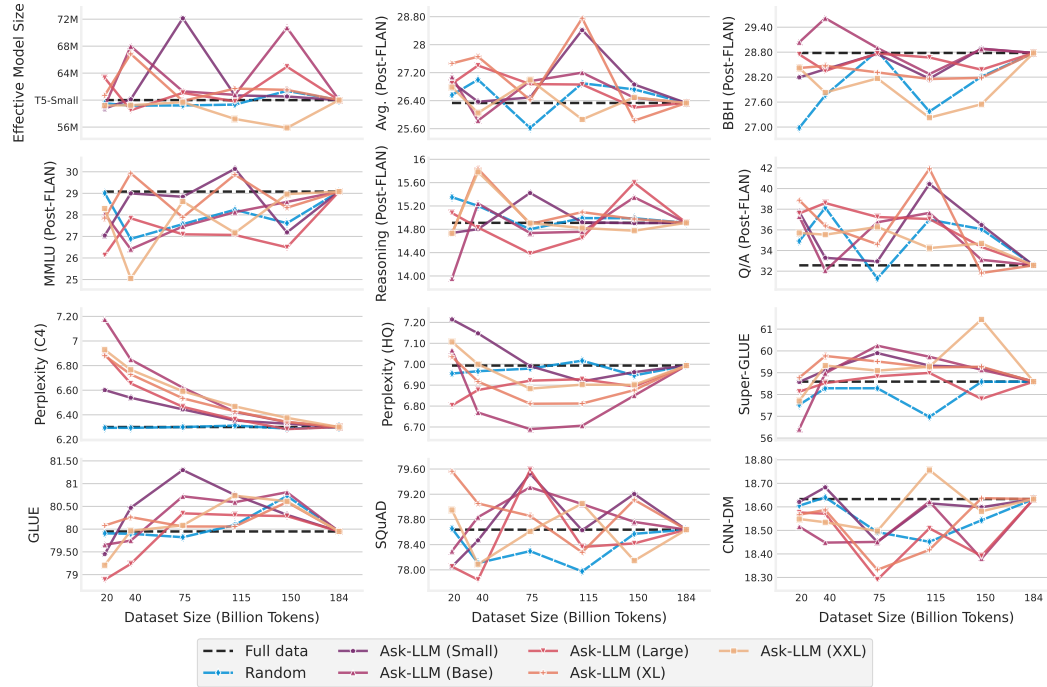 Effective Model Size
72M
68M
64M
T5-Small
56M
Avg. (Post-FLAN)
28.80
28
27.20
26.40
25.60
BBH (Post-FLAN)
29.40
28.80
28.20
27.60
27.00
MMLU (Post-FLAN)
30
29
28
27
26
25
Reasoning (Post-FLAN)
16
15.60
15.20
14.80
14.40
14.00
Q/A (Post-FLAN)
42
40
38
36
34
32
Perplexity (C4)
7.20
7
6.80
6.60
6.40
6.20
Perplexity (HQ)
7.20
7.10
7.00
6.90
6.80
6.70
Super-GLUE
61
60
59
58
57
56
GLUE
81.50
81
80.50
80
79.50
79
SQuAD
79.60
79.20
78.80
78.40
78.00
CNN-DM
18.80
18.70
18.60
18.50
18.40
18.30
20 40 75 115 150 184
20 40 75 115 150 184
20 40 75 115 150 184
Dataset Size (Billion Tokens)
Dataset Size (Billion Tokens)
Dataset Size (Billion Tokens)
Full data
Random
Ask-LLM (Small)
Ask-LLM (Base)
Ask-LLM (Large)
Ask-LLM (XL)
Ask-LLM (XXL)